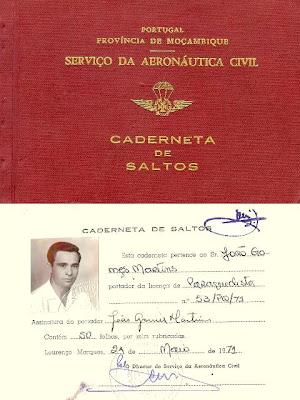 PORTUGAL
PROVÍNCIA DE MOÇAMBIQUE
SERVIÇO DA AERONÁUTICA CIVIL
CADERNETA
DE
SALTOS
CADERNETA DE SALTOS
Esta caderneta pertence ao Sr. João Go-
mes Martins
portador da licença de Paraquedista
n.º 53/PQ/71
Assinatura do portador João Gomes Martins
Contém 50 folhas, por mim rubricadas.
Lourenço Marques, 29 de Maio de 1971
Director do Serviço da Aeronáutica Civil